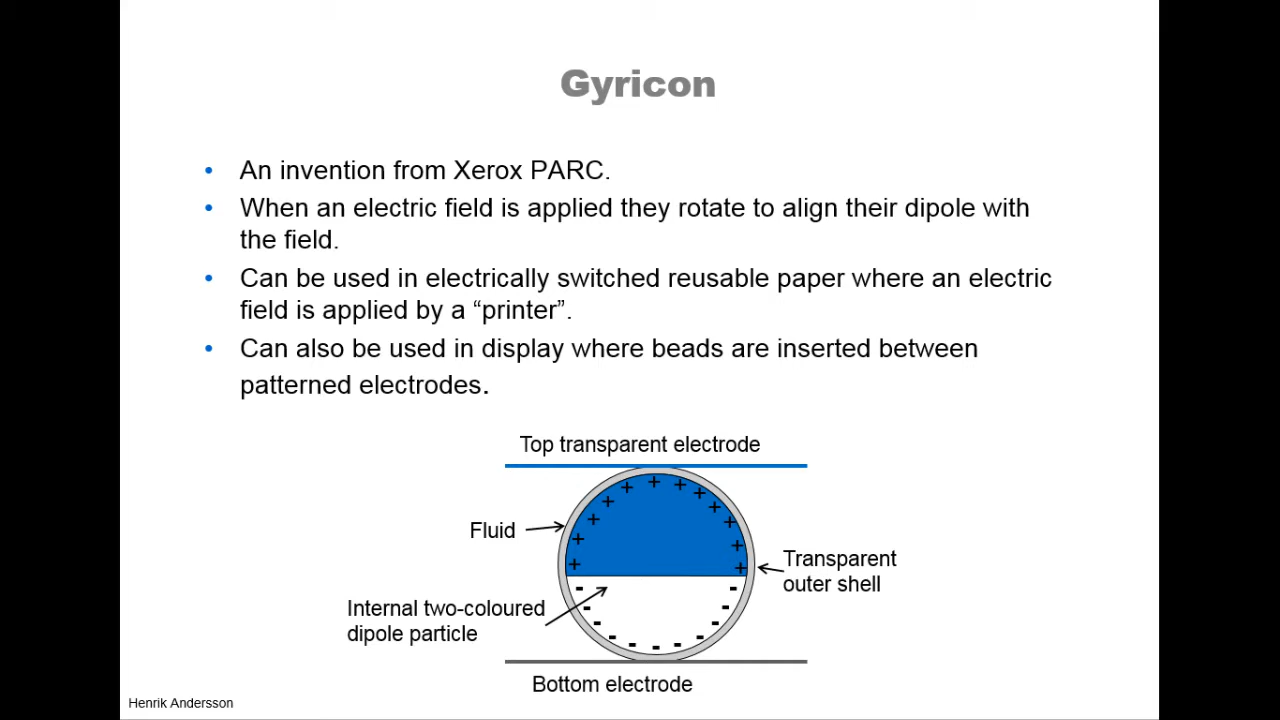 Gyricon
• An invention from Xerox PARC.
• When an electric field is applied they rotate to align their dipole with
the field.
• Can be used in electrically switched reusable paper where an electric
field is applied by a “printer”.
• Can also be used in display where beads are inserted between
patterned electrodes.
Top transparent electrode
Fluid
Transparent
outer shell
Internal two-coloured
dipole particle
Bottom electrode
Henrik Andersson